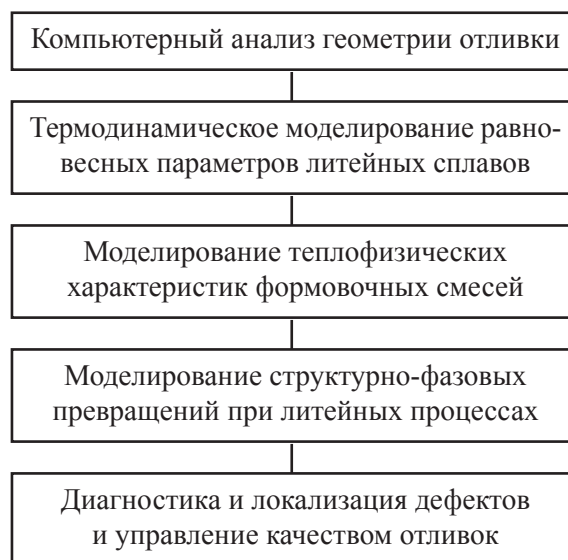 Компьютерный анализ геометрии отливки
Термодинамическое моделирование равно-
весных параметров литейных сплавов
Моделирование теплофизических
характеристик формовочных смесей
Моделирование структурно-фазовых
превращений при литейных процессах
Диагностика и локализация дефектов
и управление качеством отливок